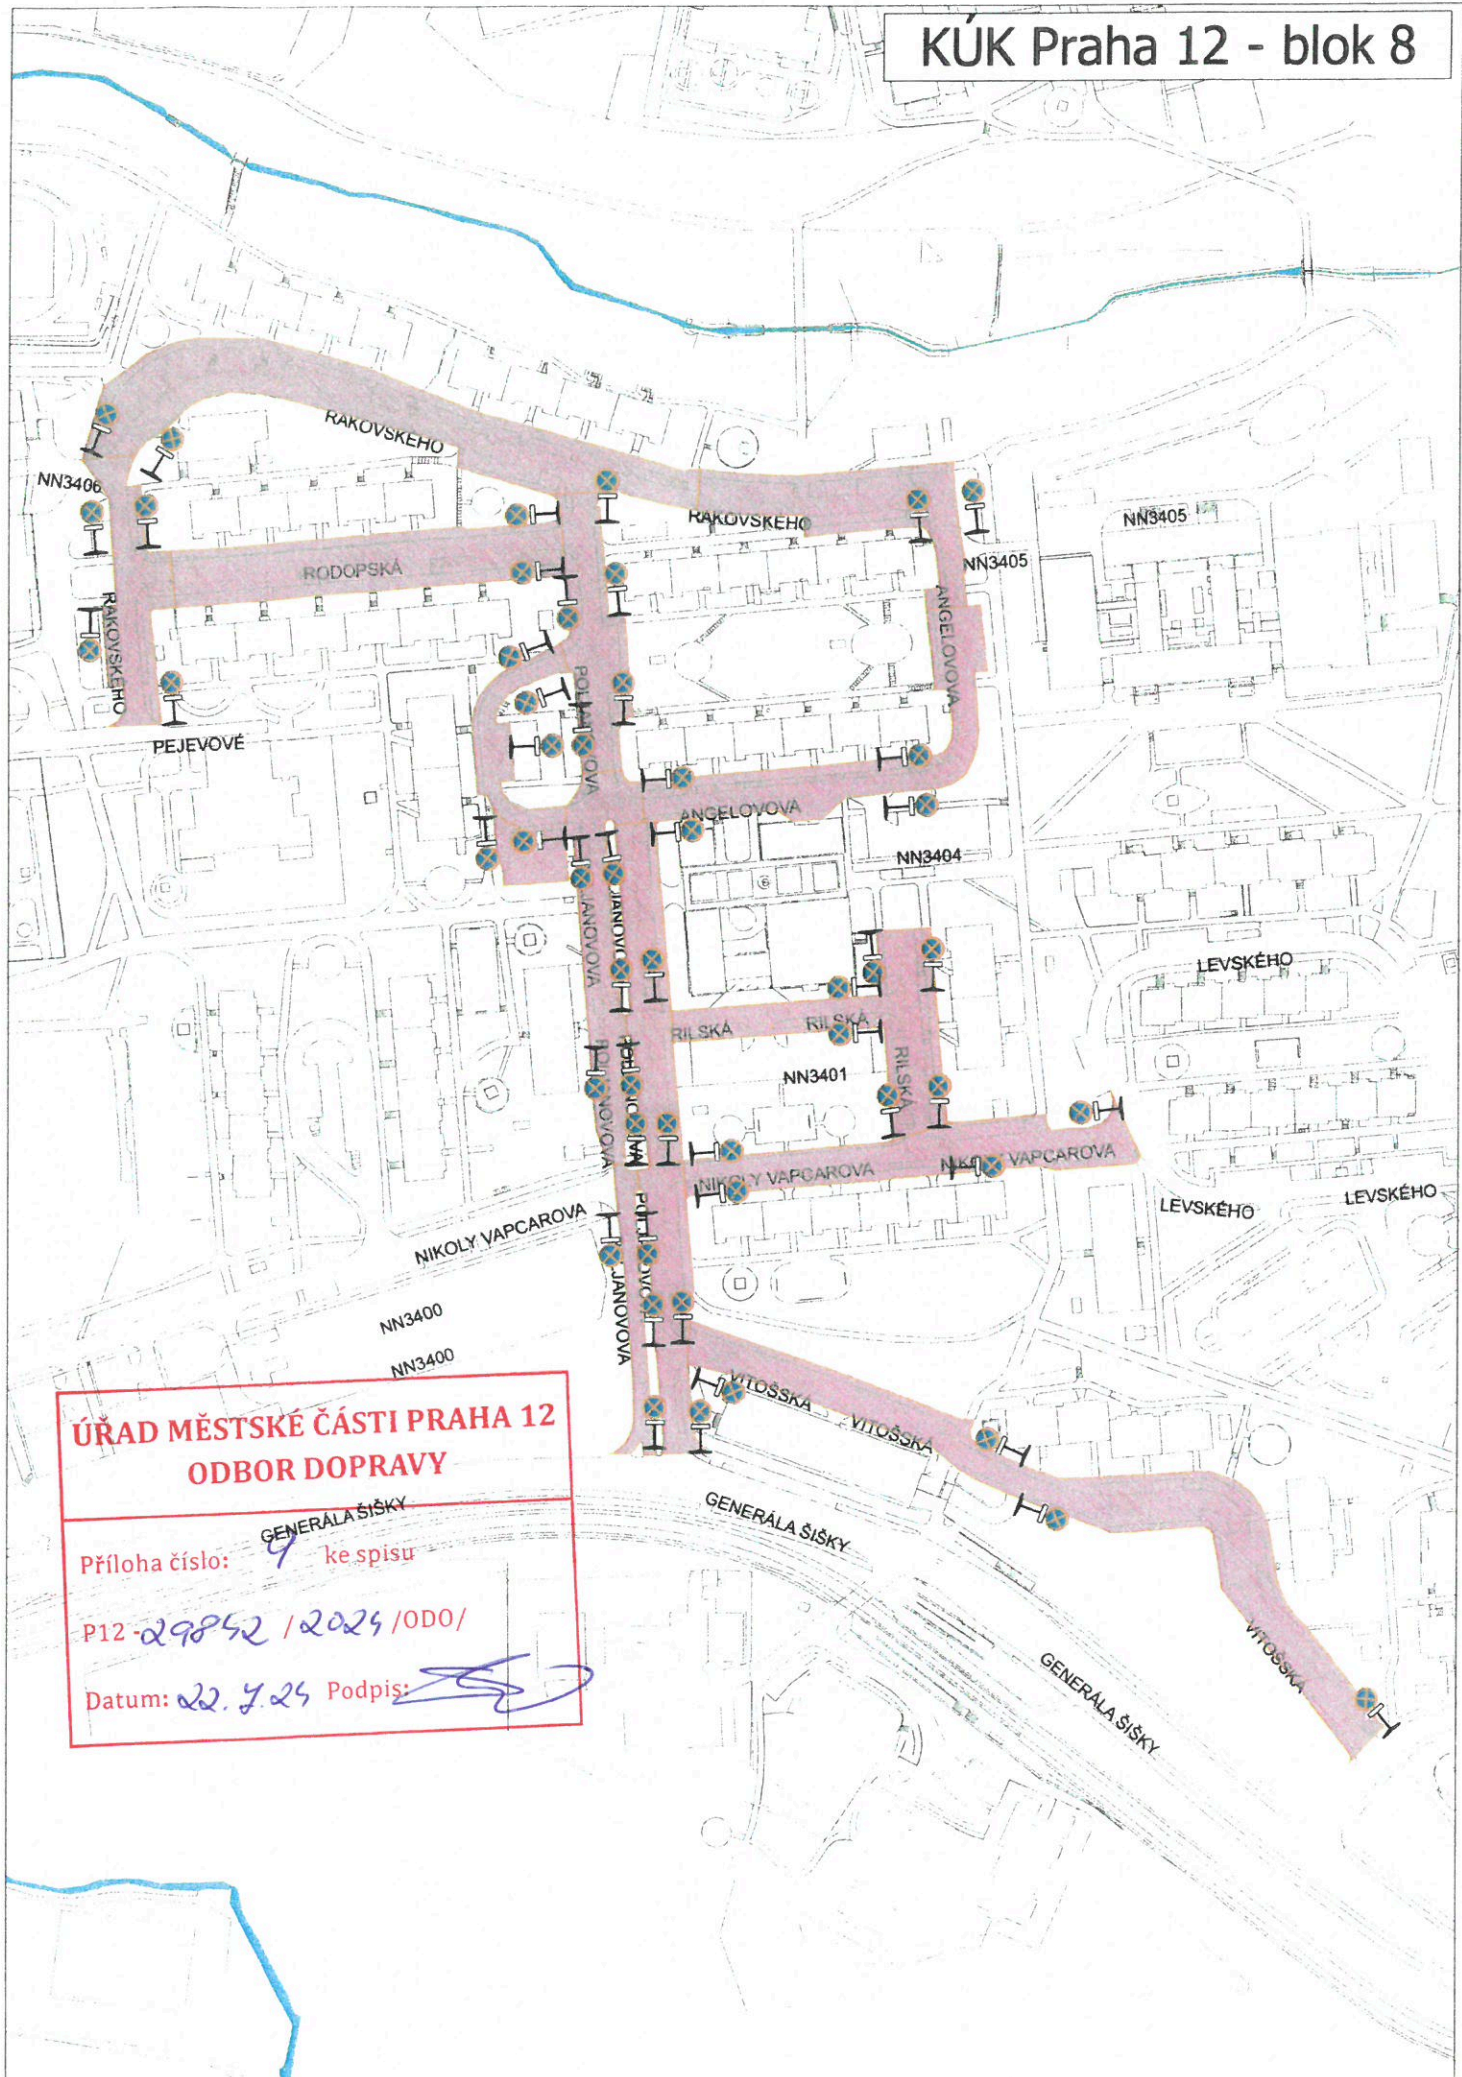 KÚK Praha 12 - blok 8
RAKOVSKÉHO
NN3406
RAKOVSKÉHO
NN3405
RODOPSKÁ
NN3405
RAKOVSKÉHO
ANGELOVOVA
PEJEVOVÉ
ANGELOVOVA
NN3404
JANOVOVA
LEVSKÉHO
RILSKÁ
RILSKÁ
RILSKÁ
NN3401
NIKOLY VAPCAROVA
NIKOLY VAPCAROVA
LEVSKÉHO
LEVSKÉHO
NIKOLY VAPCAROVA
JANOVOVA
NN3400
NN3400
VITOŠSKÁ
VITOŠSKÁ
ÚŘAD MĚSTSKÉ ČÁSTI PRAHA 12
ODBOR DOPRAVY
GENERÁLA ŠIŠKY
GENERÁLA ŠIŠKY
Příloha číslo: ke spisu
P12 - 29842 / 2024 /ODO/
Datum: 22. 7. 24 Podpis:
VITOŠSKÁ
GENERÁLA ŠIŠKY